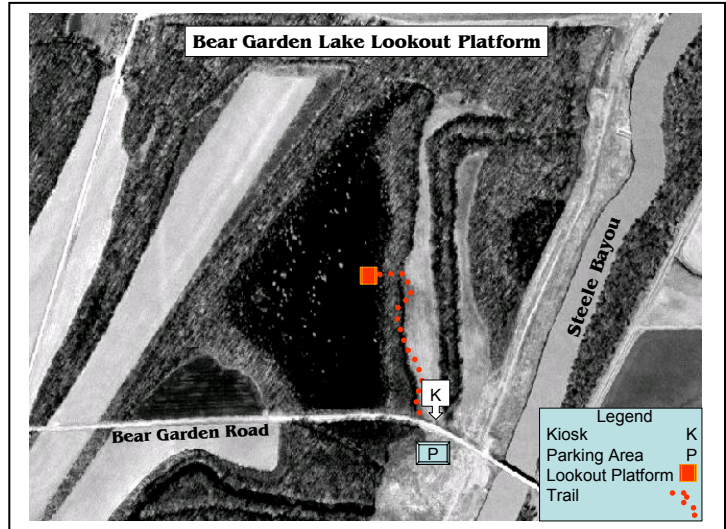 Bear Garden Lake Lookout Platform
Steele Bayou
K
Bear Garden Road
P
Legend
Kiosk K
Parking Area P
Lookout Platform
Trail